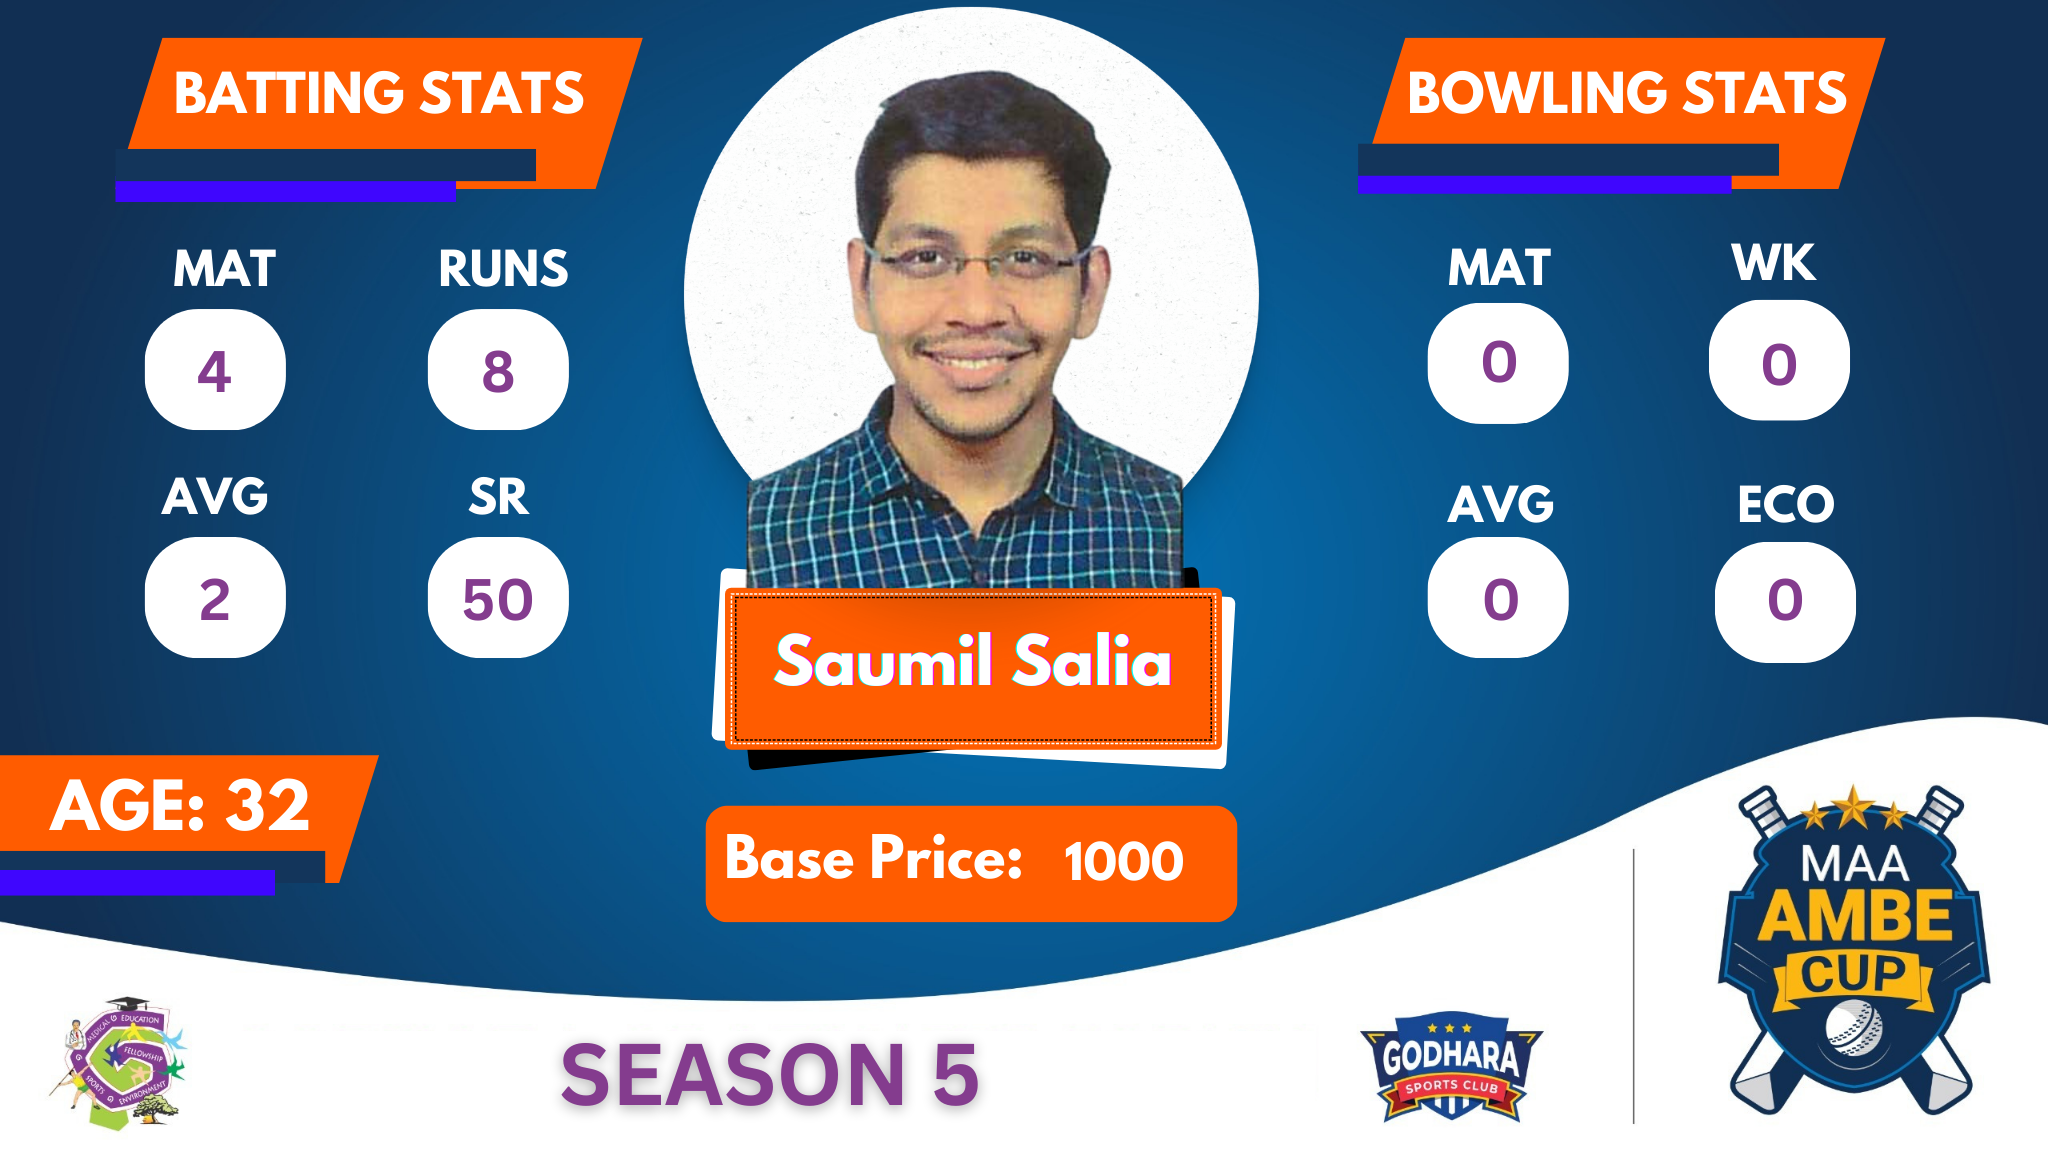 BATTING STATS
BOWLING STATS
MAT
RUNS
4
8
AVG
SR
2
50
MAT
WK
0
0
AVG
ECO
0
0
Saumil Salia
AGE: 32
Base Price: 1000
SEASON 5
MEDICAL G EDUCATION
FELLOWSHIP
G SPORTS G ENVIRONMENT
GODHARA
SPORTS CLUB
MAA
AMBE
CUP